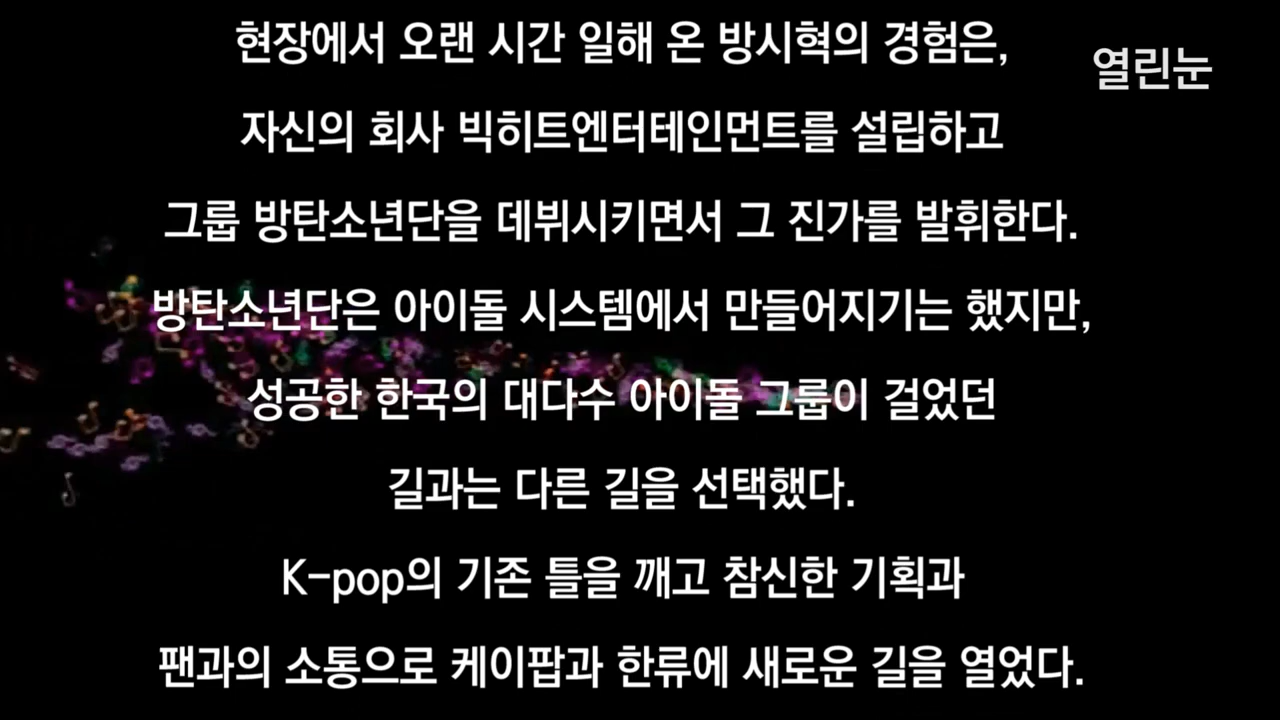 현장에서 오랜 시간 일해 온 방시혁의 경험은,
열린눈
자신의 회사 빅히트엔터테인먼트를 설립하고
그룹 방탄소년단을 데뷔시키면서 그 진가를 발휘한다.
방탄소년단은 아이돌 시스템에서 만들어지기는 했지만,
성공한 한국의 대다수 아이돌 그룹이 걸었던
길과는 다른 길을 선택했다.
K-pop의 기존 틀을 깨고 참신한 기획과
팬과의 소통으로 케이팝과 한류에 새로운 길을 열었다.